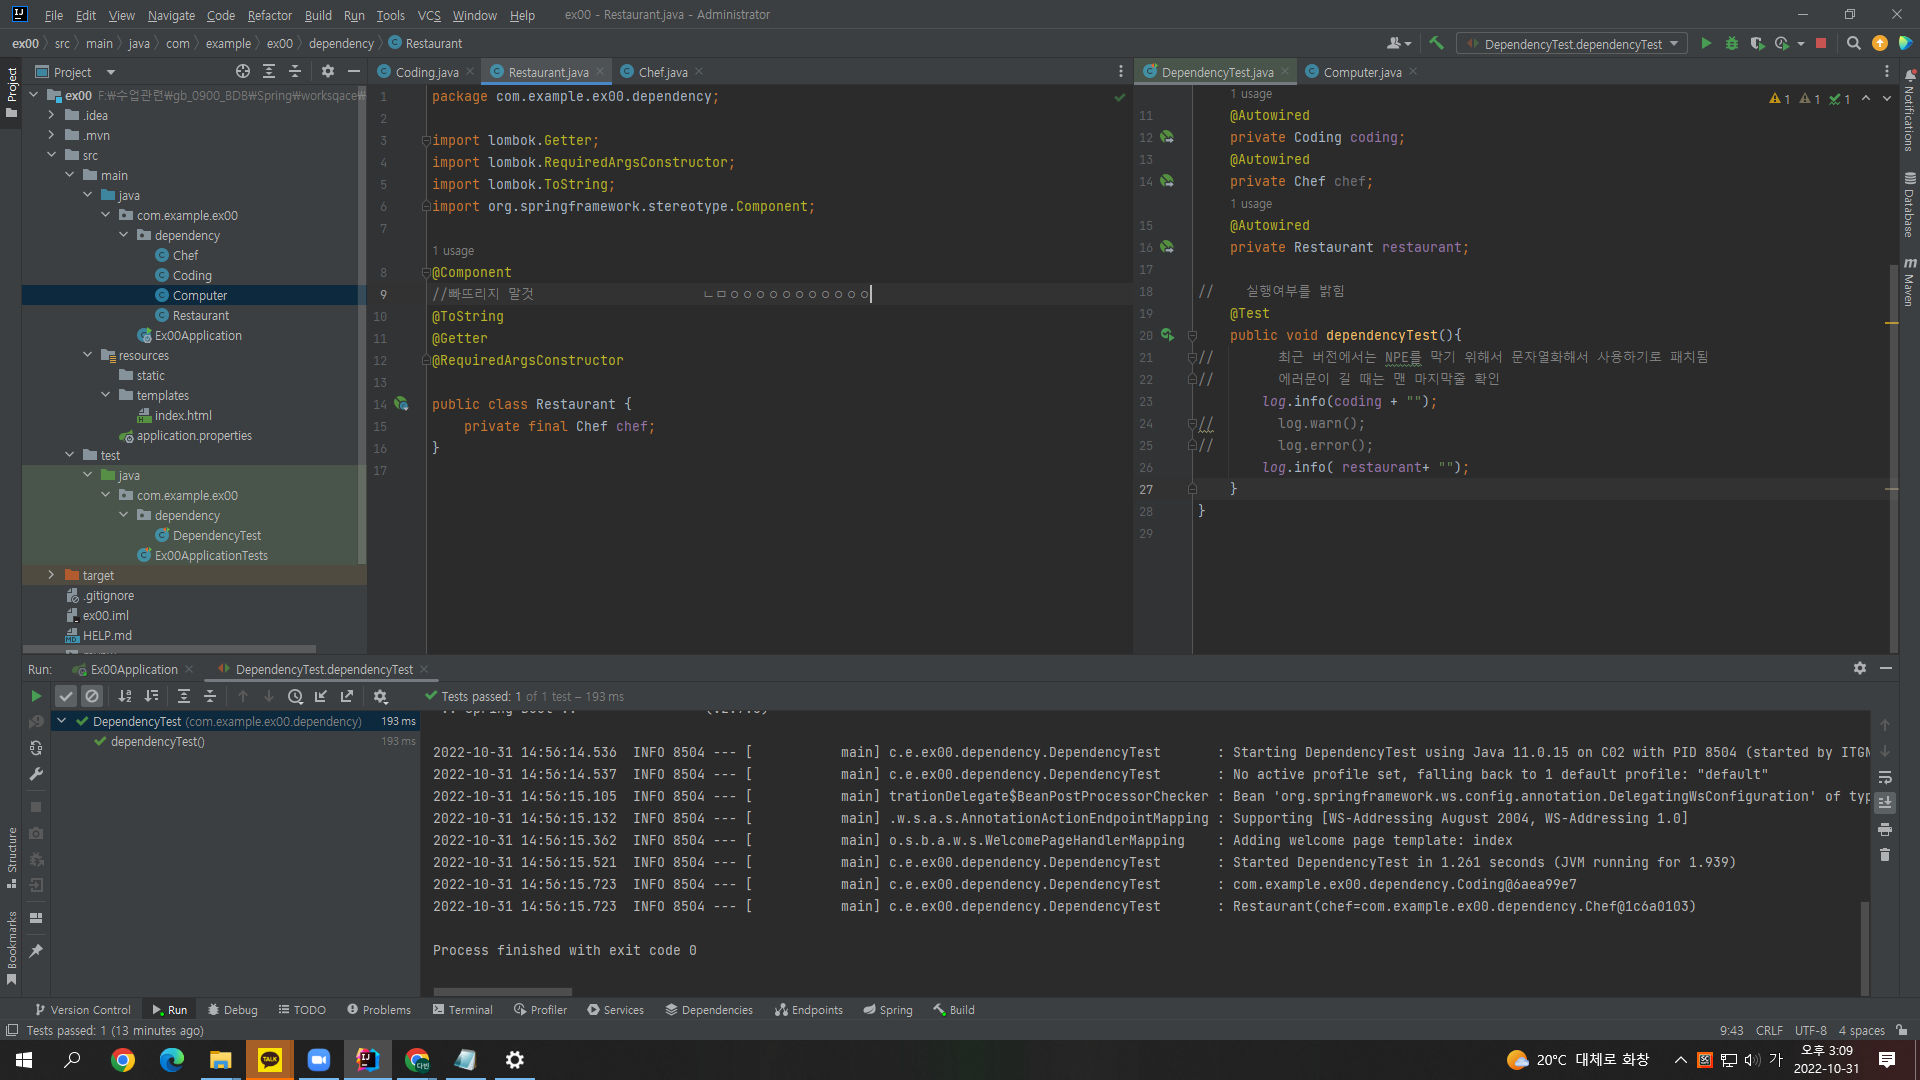 File Edit View Navigate Code Refactor Build Run Tools VCS Window Help ex00 - Restaurant.java - Administrator
ex00 src main java com example ex00 dependency Restaurant
DependencyTest.dependencyTest
Project
Project
ex00 F:￦수업관련￦gb_0900_BDB￦Spring￦worksqace￦
.idea
.mvn
src
main
java
com.example.ex00
dependency
Chef
Coding
Computer
Restaurant
Ex00Application
resources
static
templates
index.html
application.properties
test
java
com.example.ex00
dependency
DependencyTest
Ex00ApplicationTests
target
.gitignore
ex00.iml
HELP.md
Coding.java Restaurant.java Chef.java
1 package com.example.ex00.dependency;
2
3 import lombok.Getter;
4 import lombok.RequiredArgsConstructor;
5 import lombok.ToString;
6 import org.springframework.stereotype.Component;
7
1 usage
8 @Component
9 //빠뜨리지 말것 ㄴㅁㅇㅇㅇㅇㅇㅇㅇㅇㅇㅇㅇ
10 @ToString
11 @Getter
12 @RequiredArgsConstructor
13
14 public class Restaurant {
15 private final Chef chef;
16 }
17
DependencyTest.java Computer.java
1 1 1
1 usage
11 @Autowired
12 private Coding coding;
13 @Autowired
14 private Chef chef;
1 usage
15 @Autowired
16 private Restaurant restaurant;
17
18 // 실행여부를 밝힘
19 @Test
20 public void dependencyTest(){
21 // 최근 버전에서는 NPE를 막기 위해서 문자열화해서 사용하기로 패치됨
22 // 에러문이 길 때는 맨 마지막줄 확인
23 log.info(coding + "");
24 // log.warn();
25 // log.error();
26 log.info( restaurant+ "");
27 }
28 }
29
Notifications
Database
Maven
Run: Ex00Application DependencyTest.dependencyTest
Tests passed: 1 of 1 test – 193 ms
DependencyTest (com.example.ex00.dependency) 193 ms
dependencyTest() 193 ms
2022-10-31 14:56:14.536 INFO 8504 --- [ main] c.e.ex00.dependency.DependencyTest : Starting DependencyTest using Java 11.0.15 on C02 with PID 8504 (started by ITGN
2022-10-31 14:56:14.537 INFO 8504 --- [ main] c.e.ex00.dependency.DependencyTest : No active profile set, falling back to 1 default profile: "default"
2022-10-31 14:56:15.105 INFO 8504 --- [ main] trationDelegate$BeanPostProcessorChecker : Bean 'org.springframework.ws.config.annotation.DelegatingWsConfiguration' of typ
2022-10-31 14:56:15.132 INFO 8504 --- [ main] .w.s.a.s.AnnotationActionEndpointMapping : Supporting [WS-Addressing August 2004, WS-Addressing 1.0]
2022-10-31 14:56:15.362 INFO 8504 --- [ main] o.s.b.a.w.s.WelcomePageHandlerMapping : Adding welcome page template: index
2022-10-31 14:56:15.521 INFO 8504 --- [ main] c.e.ex00.dependency.DependencyTest : Started DependencyTest in 1.261 seconds (JVM running for 1.939)
2022-10-31 14:56:15.723 INFO 8504 --- [ main] c.e.ex00.dependency.DependencyTest : com.example.ex00.dependency.Coding@6aea99e7
2022-10-31 14:56:15.723 INFO 8504 --- [ main] c.e.ex00.dependency.DependencyTest : Restaurant(chef=com.example.ex00.dependency.Chef@1c6a0103)
Process finished with exit code 0
Structure
Bookmarks
Version Control Run Debug TODO Problems Terminal Profiler Services Dependencies Endpoints Spring Build
Tests passed: 1 (13 minutes ago) 9:43 CRLF UTF-8 4 spaces
TALK
20°C 대체로 화창 가 오후 3:09
2022-10-31